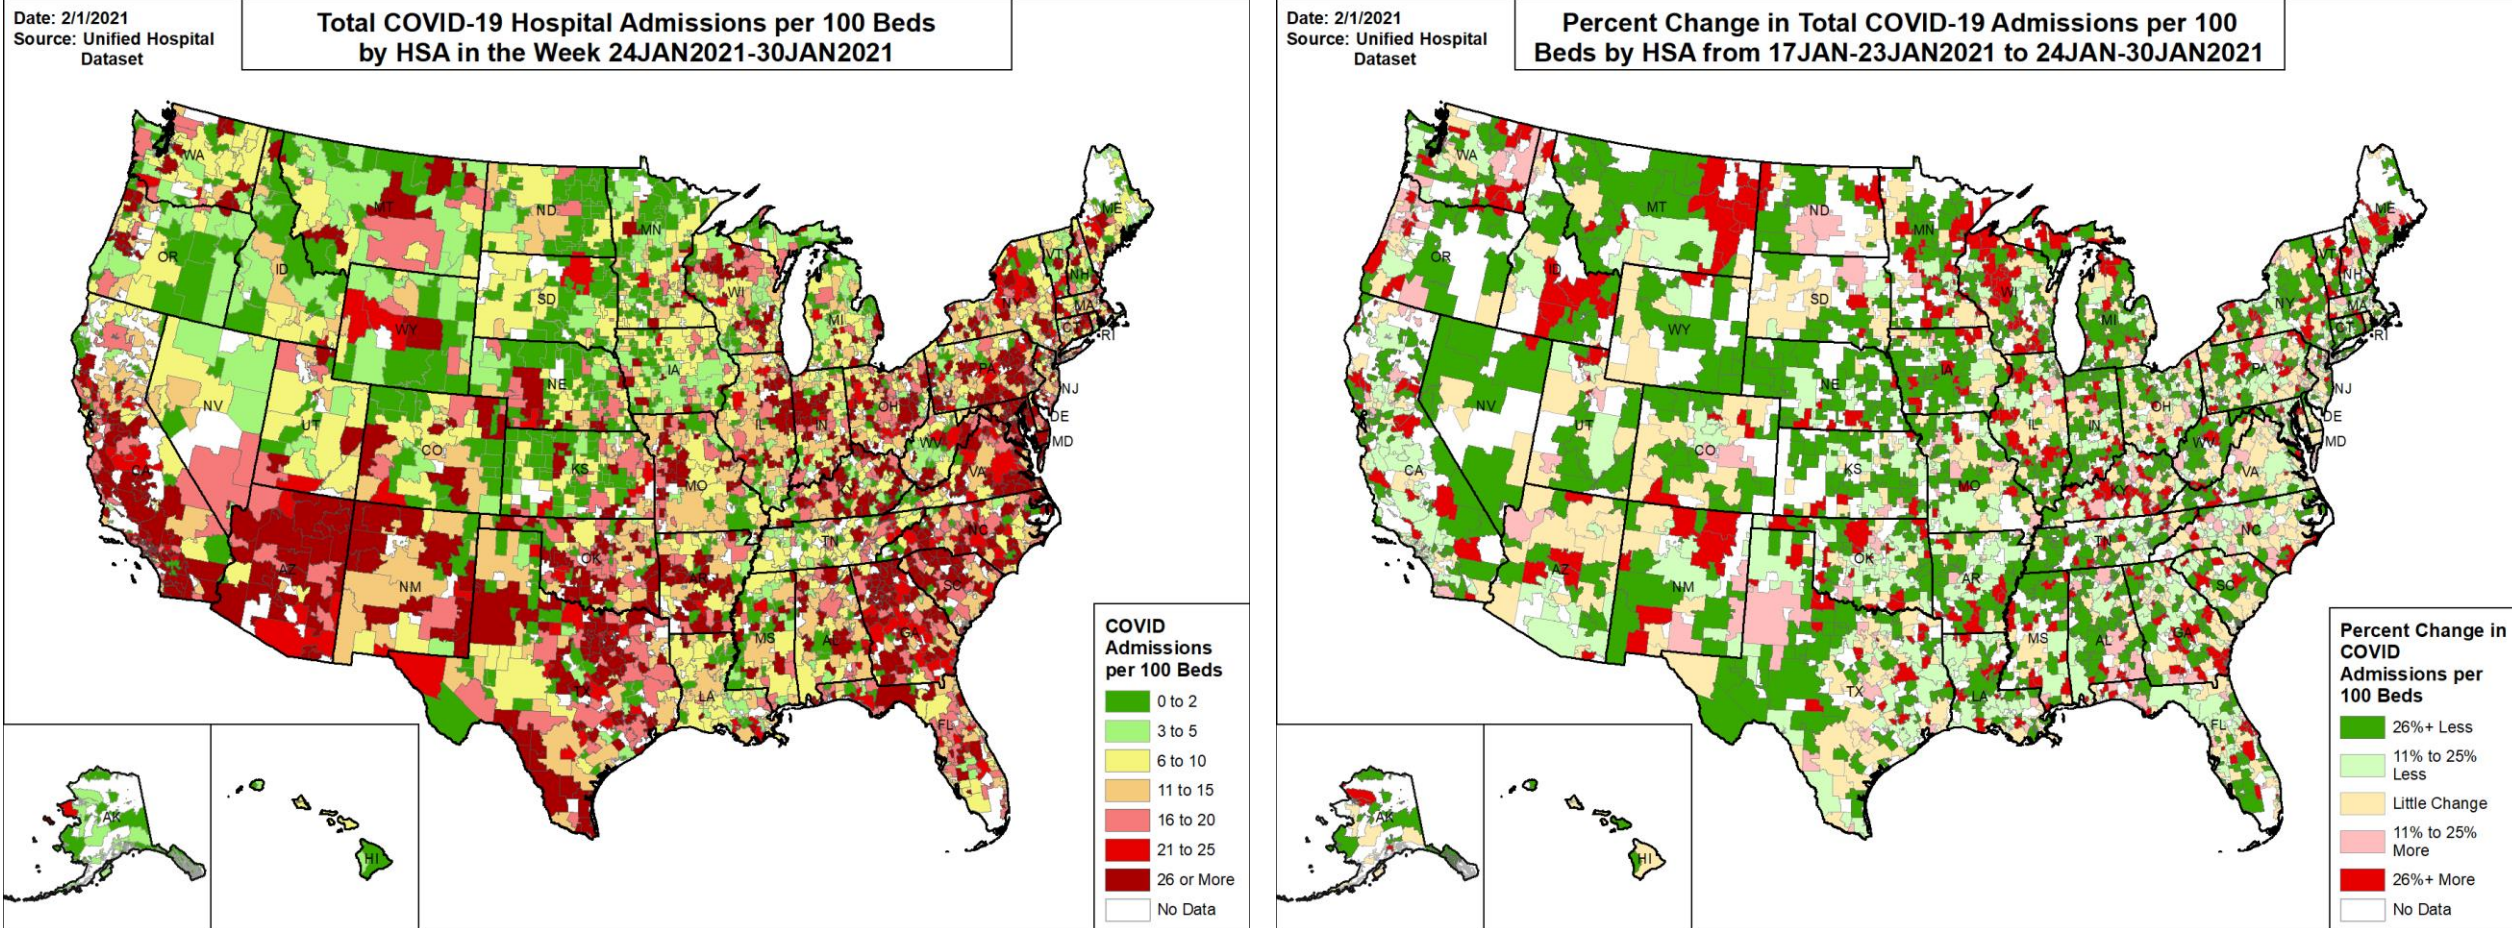 Date: 2/1/2021
Source: Unified Hospital
Dataset
Total COVID-19 Hospital Admissions per 100 Beds
by HSA in the Week 24JAN2021-30JAN2021
WA
OR
ID
MT
ND
MN
SD
WY
NV
UT
CO
NE
IA
KS
MO
WI
MI
IL
IN
OH
KY
WV
VA
PA
NY
VT
NH
ME
MA
CT
RI
NJ
DE
MD
CA
AZ
NM
OK
AR
TN
NC
SC
MS
AL
GA
TX
LA
FL
AK
HI
COVID
Admissions
per 100 Beds
0 to 2
3 to 5
6 to 10
11 to 15
16 to 20
21 to 25
26 or More
No Data
Date: 2/1/2021
Source: Unified Hospital
Dataset
Percent Change in Total COVID-19 Admissions per 100
Beds by HSA from 17JAN-23JAN2021 to 24JAN-30JAN2021
WA
OR
ID
MT
ND
MN
SD
WY
NV
UT
CO
NE
IA
KS
MO
WI
MI
IL
IN
OH
KY
WV
VA
PA
NY
VT
NH
ME
MA
CT
RI
NJ
DE
MD
CA
AZ
NM
OK
AR
TN
NC
SC
MS
AL
GA
TX
LA
FL
AK
HI
Percent Change in
COVID
Admissions per
100 Beds
26%+ Less
11% to 25%
Less
Little Change
11% to 25%
More
26%+ More
No Data